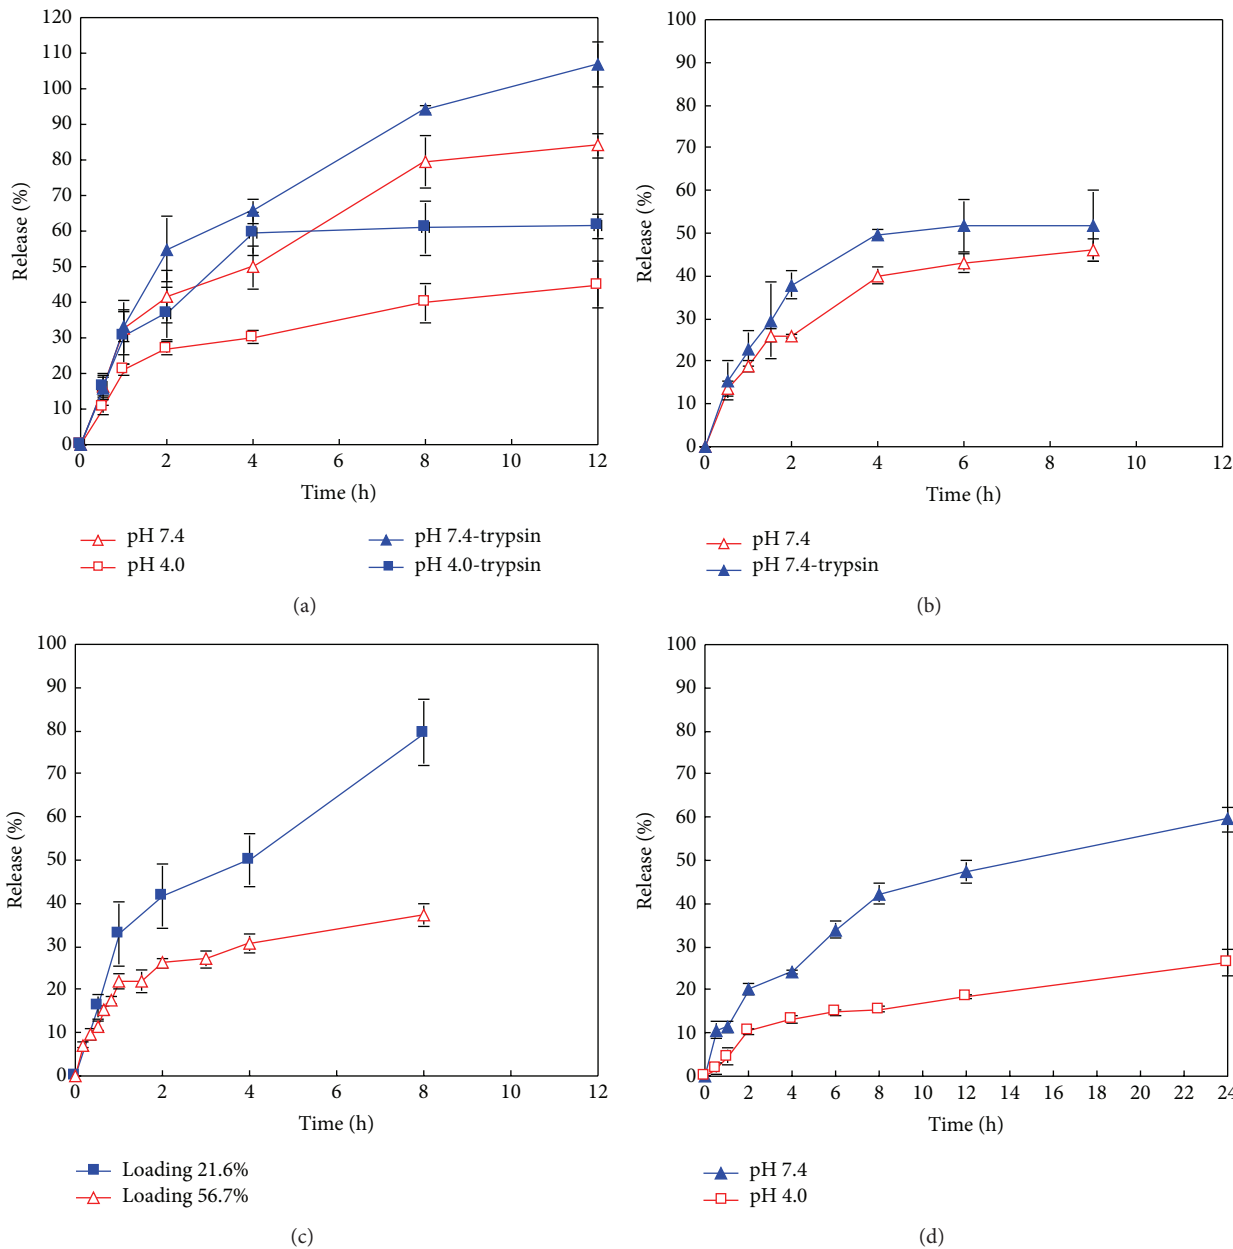 120
110
100
90
80
70
60
50
40
30
20
10
0
Release (%)
0 2 4 6 8 10 12
Time (h)
pH 7.4
pH 4.0
pH 7.4-trypsin
pH 4.0-trypsin
(a)
100
90
80
70
60
50
40
30
20
10
0
Release (%)
0 2 4 6 8 10 12
Time (h)
pH 7.4
pH 7.4-trypsin
(b)
100
90
80
70
60
50
40
30
20
10
0
Release (%)
0 2 4 6 8 10 12
Time (h)
Loading 21.6%
Loading 56.7%
(c)
100
90
80
70
60
50
40
30
20
10
0
Release (%)
0 2 4 6 8 10 12 14 16 18 20 22 24
Time (h)
pH 7.4
pH 4.0
(d)